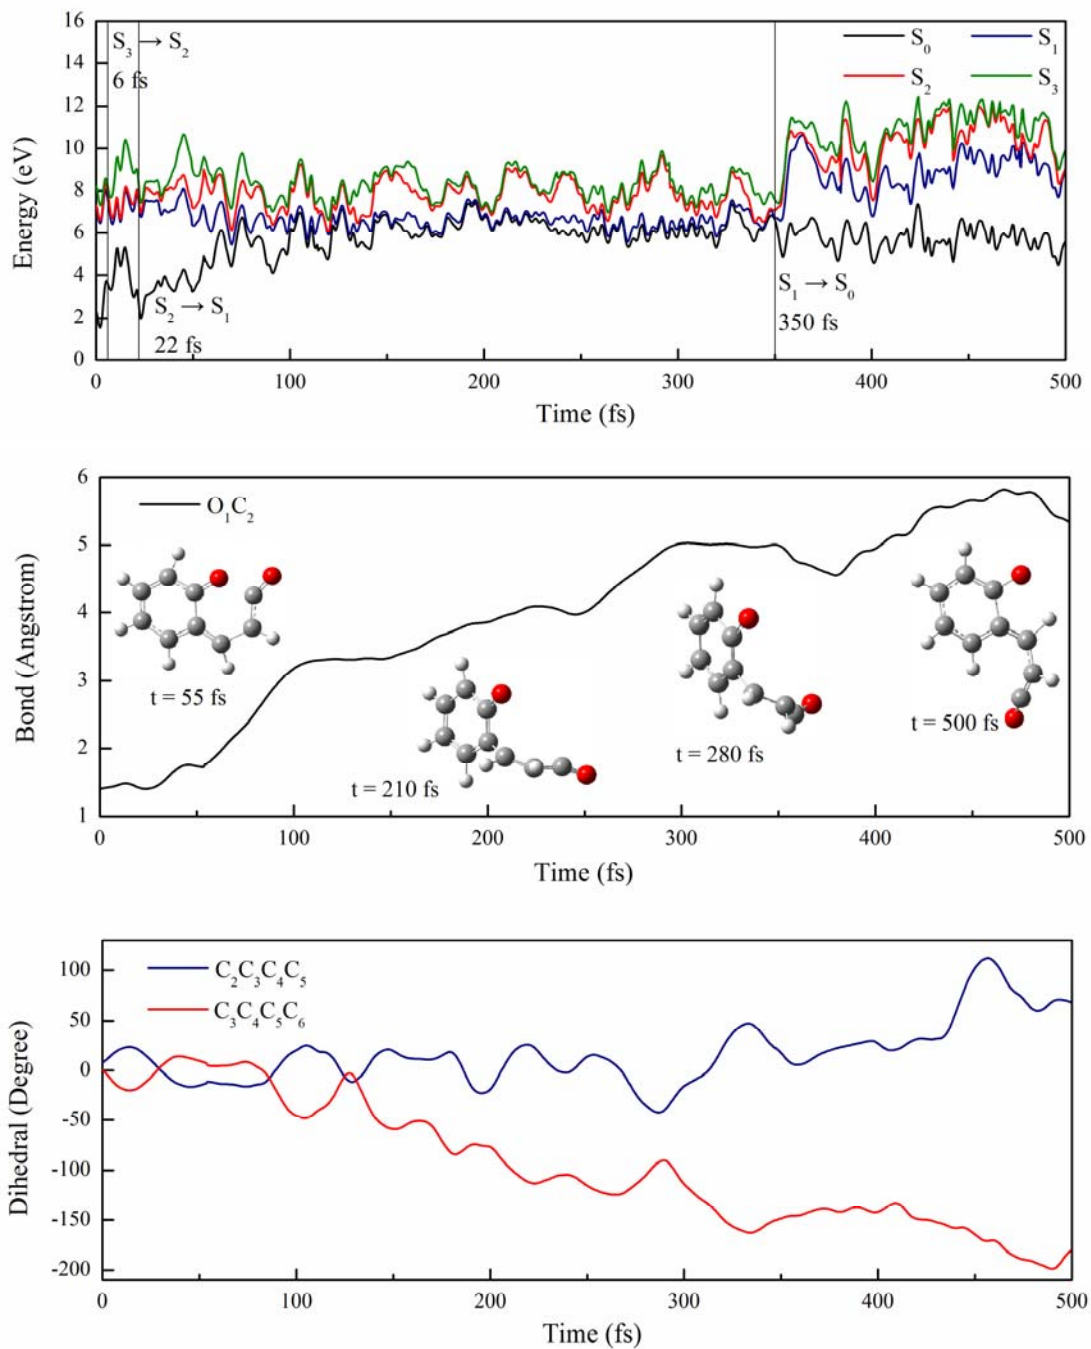 16
14
12
10
8
6
4
2
0
Energy (eV)
S₃ → S₂
6 fs
S₂ → S₁
22 fs
S₁ → S₀
350 fs
S₀
S₁
S₂
S₃
0
100
200
300
400
500
Time (fs)
6
5
4
3
2
1
Bond (Angstrom)
O₁C₂
t = 55 fs
t = 210 fs
t = 280 fs
t = 500 fs
0
100
200
300
400
500
Time (fs)
100
50
0
-50
-100
-150
-200
Dihedral (Degree)
C₂C₃C₄C₅
C₃C₄C₅C₆
0
100
200
300
400
500
Time (fs)